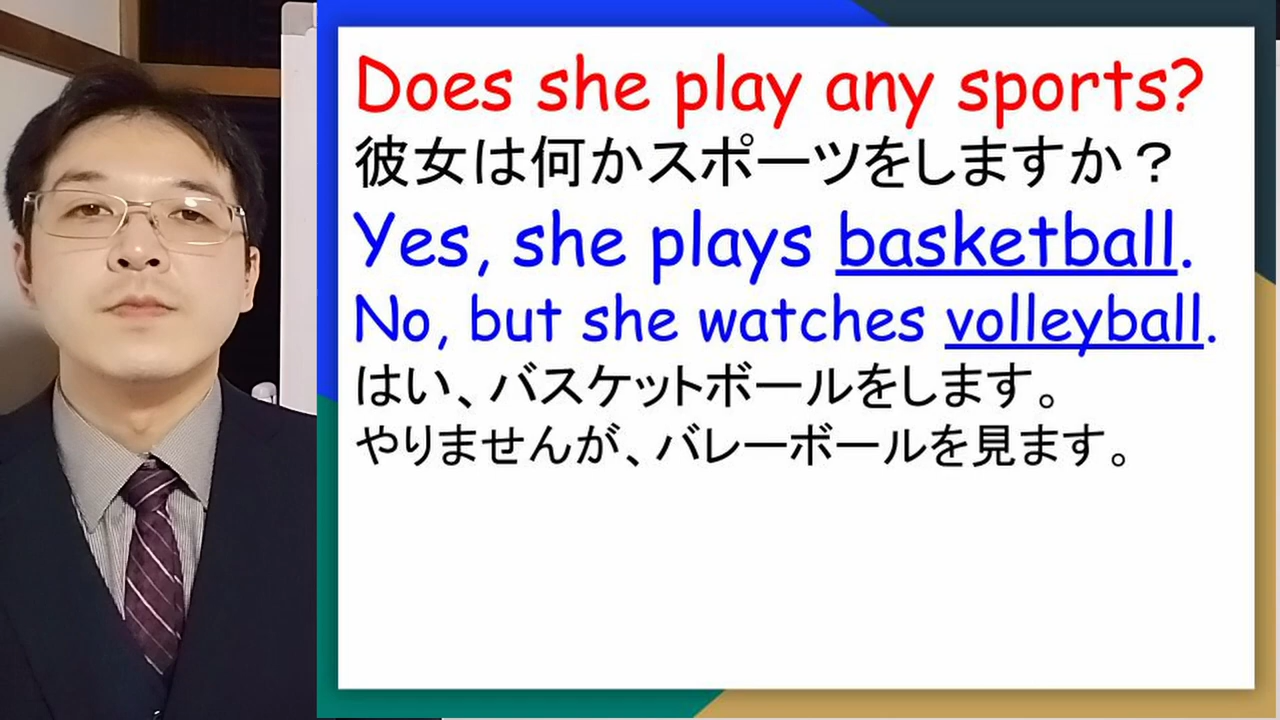 Does she play any sports?
彼女は何かスポーツをしますか？
Yes, she plays basketball.
No, but she watches volleyball.
はい、バスケットボールをします。
やりませんが、バレーボールを見ます。